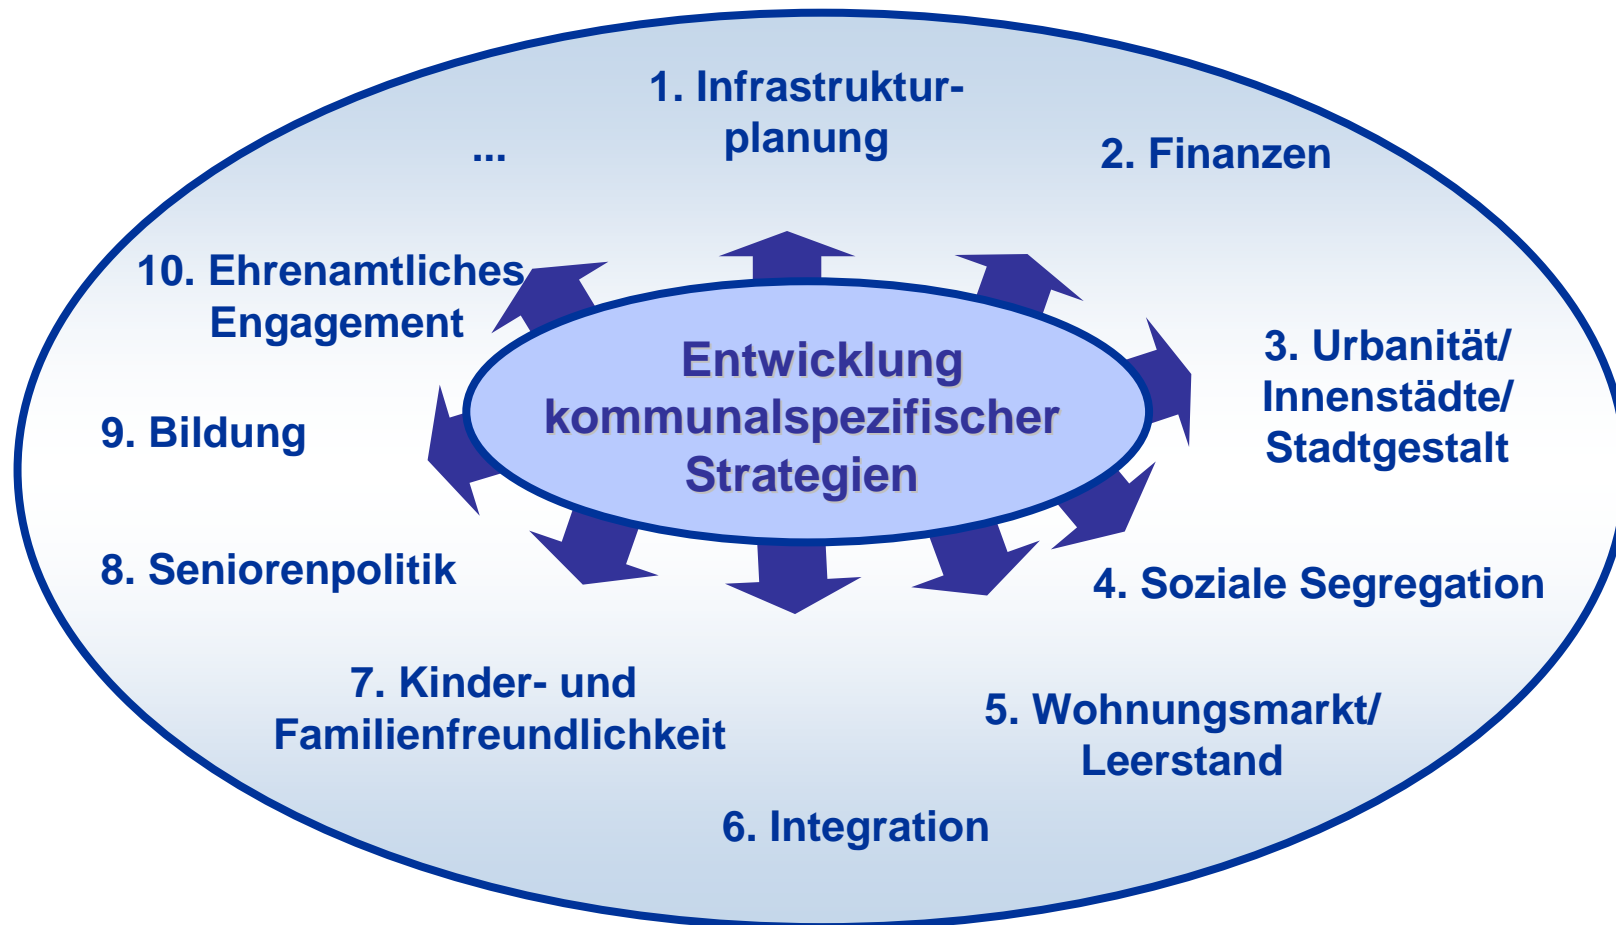 1. Infrastruktur-
planung
2. Finanzen
3. Urbanität/
Innenstädte/
Stadtgestalt
4. Soziale Segregation
5. Wohnungsmarkt/
Leerstand
6. Integration
7. Kinder- und
Familienfreundlichkeit
8. Seniorenpolitik
9. Bildung
10. Ehrenamtliches
Engagement
...
Entwicklung
kommunalspezifischer
Strategien